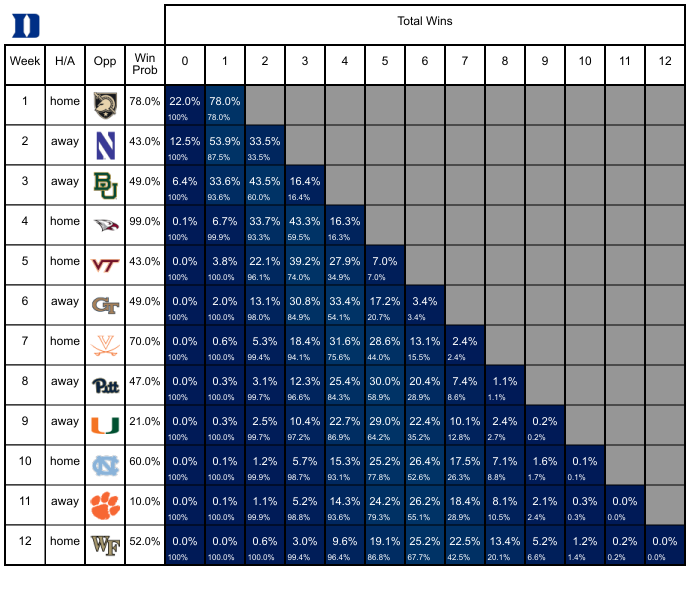 D
Total Wins
Week H/A Opp Win Prob 0 1 2 3 4 5 6 7 8 9 10 11 12
1 home 78.0% 22.0% 78.0%
100% 78.0%
2 away N 43.0% 12.5% 53.9% 33.5%
100% 87.5% 33.5%
3 away BU 49.0% 6.4% 33.6% 43.5% 16.4%
100% 93.6% 60.0% 16.4%
4 home 99.0% 0.1% 6.7% 33.7% 43.3% 16.3%
100% 99.9% 93.3% 59.5% 16.3%
5 home VT 43.0% 0.0% 3.8% 22.1% 39.2% 27.9% 7.0%
100% 100.0% 96.1% 74.0% 34.9% 7.0%
6 away GT 49.0% 0.0% 2.0% 13.1% 30.8% 33.4% 17.2% 3.4%
100% 100.0% 98.0% 84.9% 54.1% 20.7% 3.4%
7 home V 70.0% 0.0% 0.6% 5.3% 18.4% 31.6% 28.6% 13.1% 2.4%
100% 100.0% 99.4% 94.1% 75.6% 44.0% 15.5% 2.4%
8 away Pitt 47.0% 0.0% 0.3% 3.1% 12.3% 25.4% 30.0% 20.4% 7.4% 1.1%
100% 100.0% 99.7% 96.6% 84.3% 58.9% 28.9% 8.6% 1.1%
9 away U 21.0% 0.0% 0.3% 2.5% 10.4% 22.7% 29.0% 22.4% 10.1% 2.4% 0.2%
100% 100.0% 99.7% 97.2% 86.9% 64.2% 35.2% 12.8% 2.7% 0.2%
10 home NC 60.0% 0.0% 0.1% 1.2% 5.7% 15.3% 25.2% 26.4% 17.5% 7.1% 1.6% 0.1%
100% 100.0% 99.9% 98.7% 93.1% 77.8% 52.6% 26.3% 8.8% 1.7% 0.1%
11 away 10.0% 0.0% 0.1% 1.1% 5.2% 14.3% 24.2% 26.2% 18.4% 8.1% 2.1% 0.3% 0.0%
100% 100.0% 99.9% 98.8% 93.6% 79.3% 55.1% 28.9% 10.5% 2.4% 0.3% 0.0%
12 home WF 52.0% 0.0% 0.0% 0.6% 3.0% 9.6% 19.1% 25.2% 22.5% 13.4% 5.2% 1.2% 0.2% 0.0%
100% 100.0% 100.0% 99.4% 96.4% 86.8% 67.7% 42.5% 20.1% 6.6% 1.4% 0.2% 0.0%